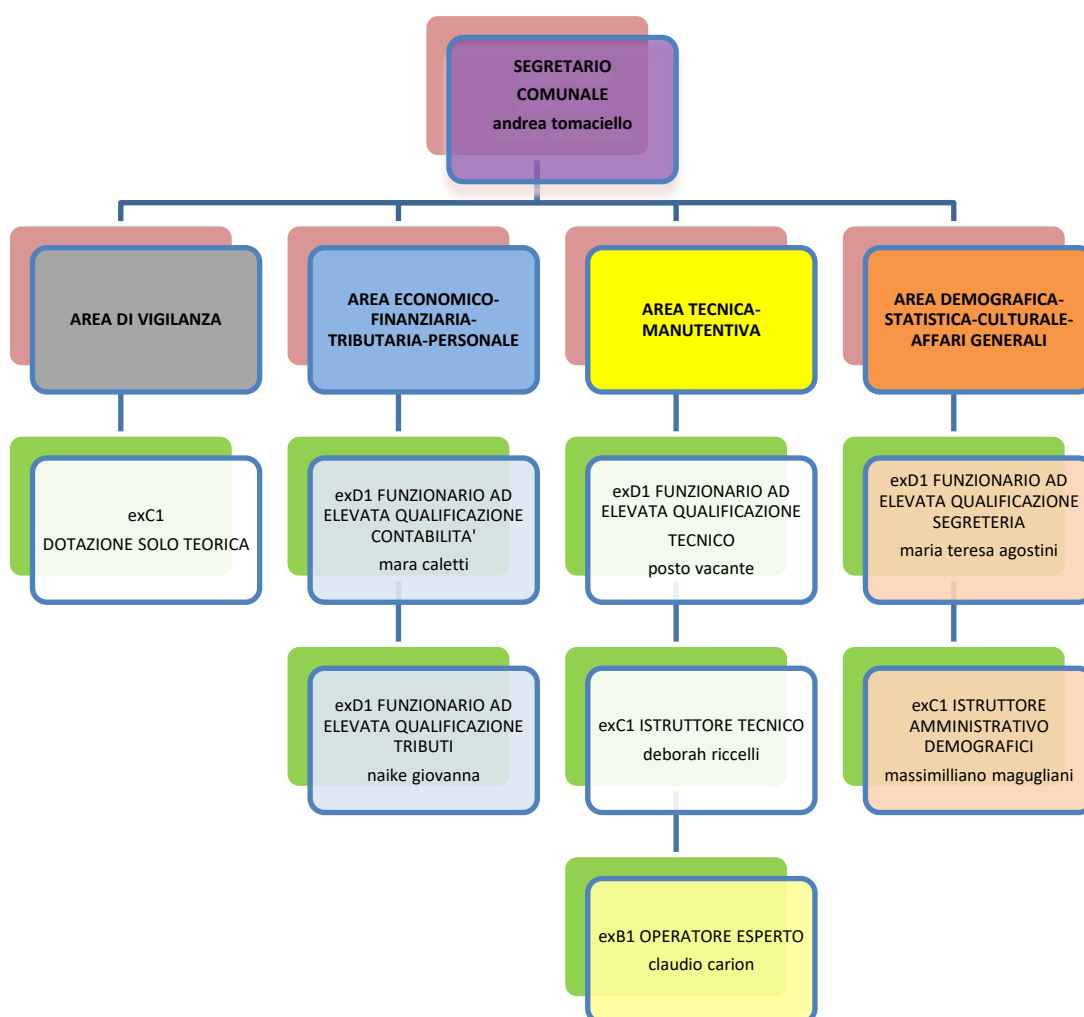 SEGRETARIO
COMUNALE
andrea tomaciello
AREA DI VIGILANZA
AREA ECONOMICO-
FINANZIARIA-
TRIBUTARIA-PERSONALE
AREA TECNICA-
MANUTENTIVA
AREA DEMOGRAFICA-
STATISTICA-CULTURALE-
AFFARI GENERALI
exC1
DOTAZIONE SOLO TEORICA
exD1 FUNZIONARIO AD
ELEVATA QUALIFICAZIONE
CONTABILITA'
mara caletti
exD1 FUNZIONARIO AD
ELEVATA QUALIFICAZIONE
TECNICO
posto vacante
exD1 FUNZIONARIO AD
ELEVATA QUALIFICAZIONE
SEGRETERIA
maria teresa agostini
exD1 FUNZIONARIO AD
ELEVATA QUALIFICAZIONE
TRIBUTI
naike giovanna
exC1 ISTRUTTORE TECNICO
deborah riccelli
exC1 ISTRUTTORE
AMMINISTRATIVO
DEMOGRAFICI
massimilliano magugliani
exB1 OPERATORE ESPERTO
claudio carion